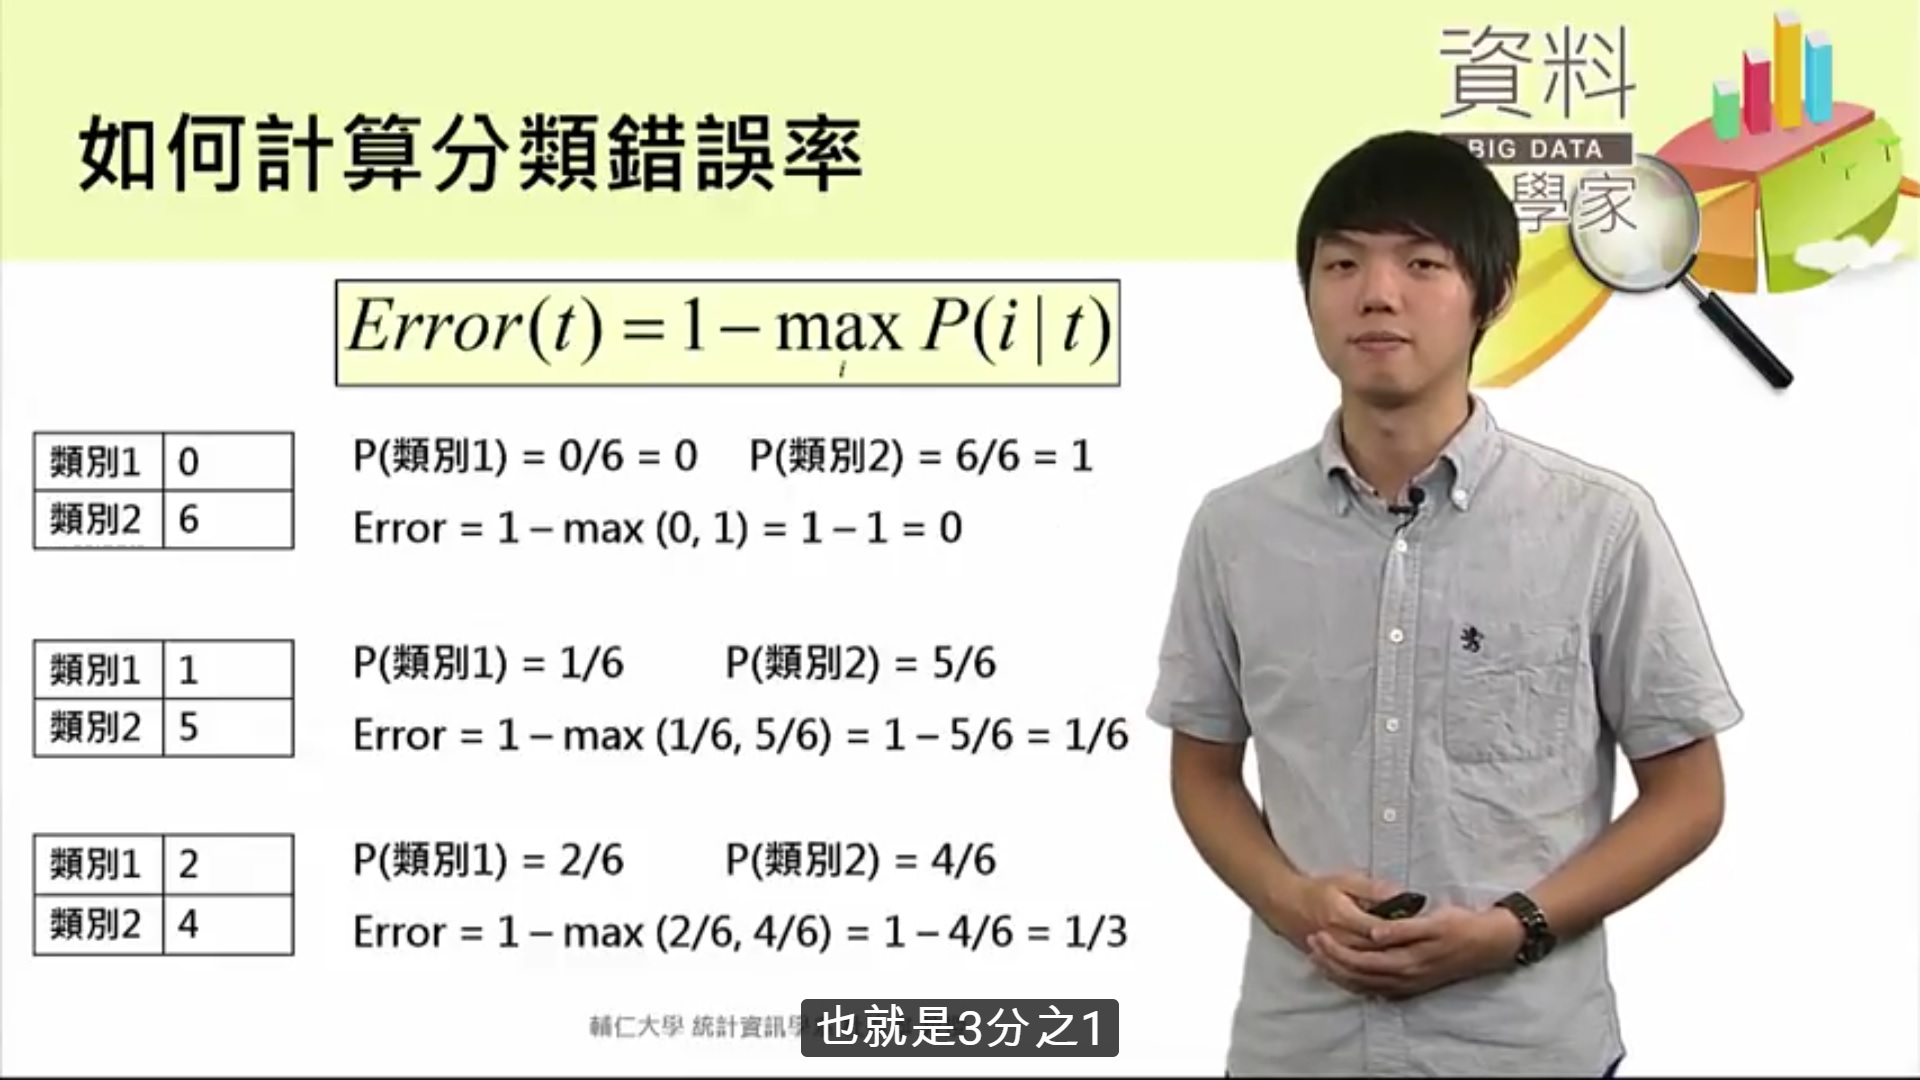 如何計算分類錯誤率
資料
BIG DATA
學家
Error(t) = 1 − max P(i | t)
i
類別1 0
類別2 6
P(類別1) = 0/6 = 0 P(類別2) = 6/6 = 1
Error = 1 – max (0, 1) = 1 – 1 = 0
類別1 1
類別2 5
P(類別1) = 1/6 P(類別2) = 5/6
Error = 1 – max (1/6, 5/6) = 1 – 5/6 = 1/6
類別1 2
類別2 4
P(類別1) = 2/6 P(類別2) = 4/6
Error = 1 – max (2/6, 4/6) = 1 – 4/6 = 1/3
輔仁大學 統計資訊學
也就是3分之1